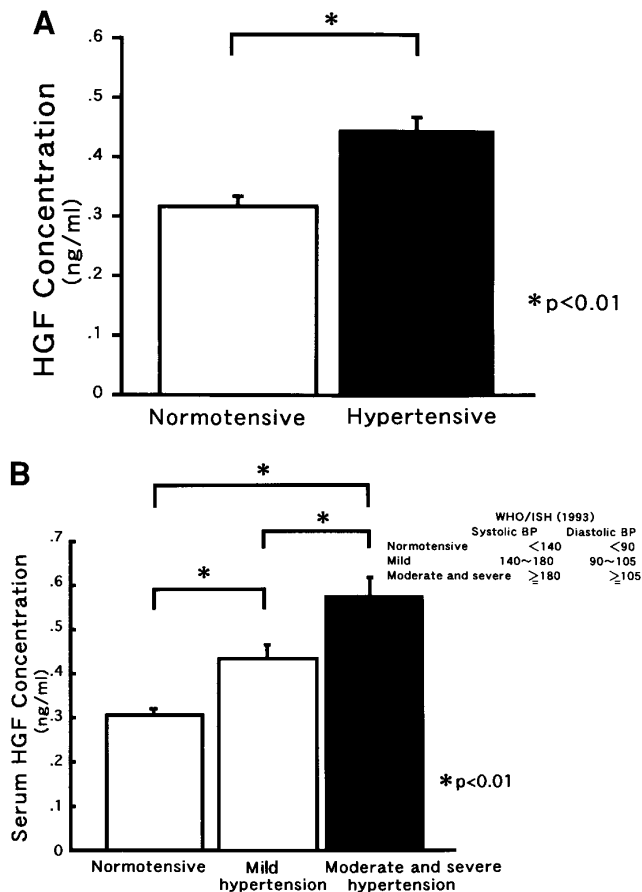 A
*
.6
.5
.4
.3
.2
.1
0
HGF Concentration
(ng/ml)
* p<0.01
Normotensive Hypertensive
B
*
*
*
WHO/ISH (1993)
Systolic BP Diastolic BP
Normotensive <140 <90
Mild 140~180 90~105
Moderate and severe ≧180 ≧105
.7
.6
.5
.4
.3
.2
.1
0
Serum HGF Concentration
(ng/ml)
* p<0.01
Normotensive Mild Moderate and severe
hypertension hypertension